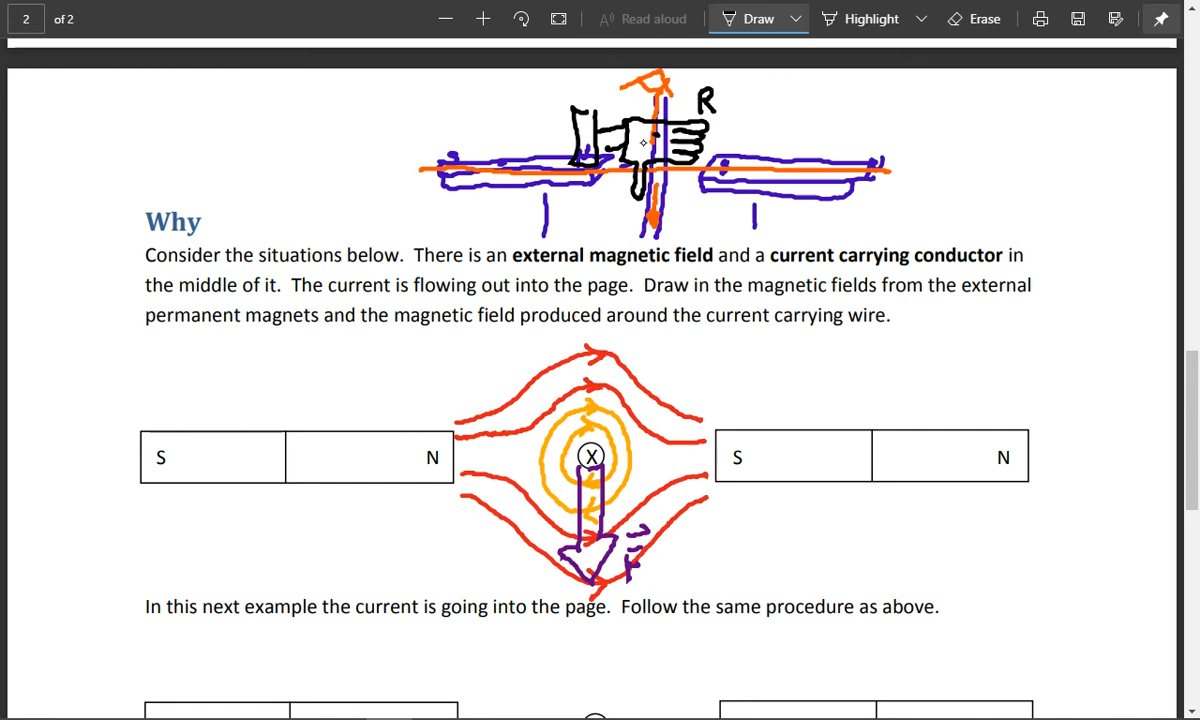 2 of 2 Read aloud Draw Highlight Erase
R
Why
Consider the situations below. There is an external magnetic field and a current carrying conductor in
the middle of it. The current is flowing out into the page. Draw in the magnetic fields from the external
permanent magnets and the magnetic field produced around the current carrying wire.
S N X S N
F
In this next example the current is going into the page. Follow the same procedure as above.